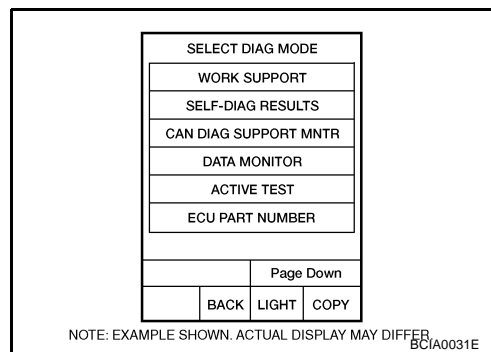 SELECT DIAG MODE
WORK SUPPORT
SELF-DIAG RESULTS
CAN DIAG SUPPORT MNTR
DATA MONITOR
ACTIVE TEST
ECU PART NUMBER
Page Down
BACK LIGHT COPY
NOTE: EXAMPLE SHOWN. ACTUAL DISPLAY MAY DIFFER.
BCIA0031E